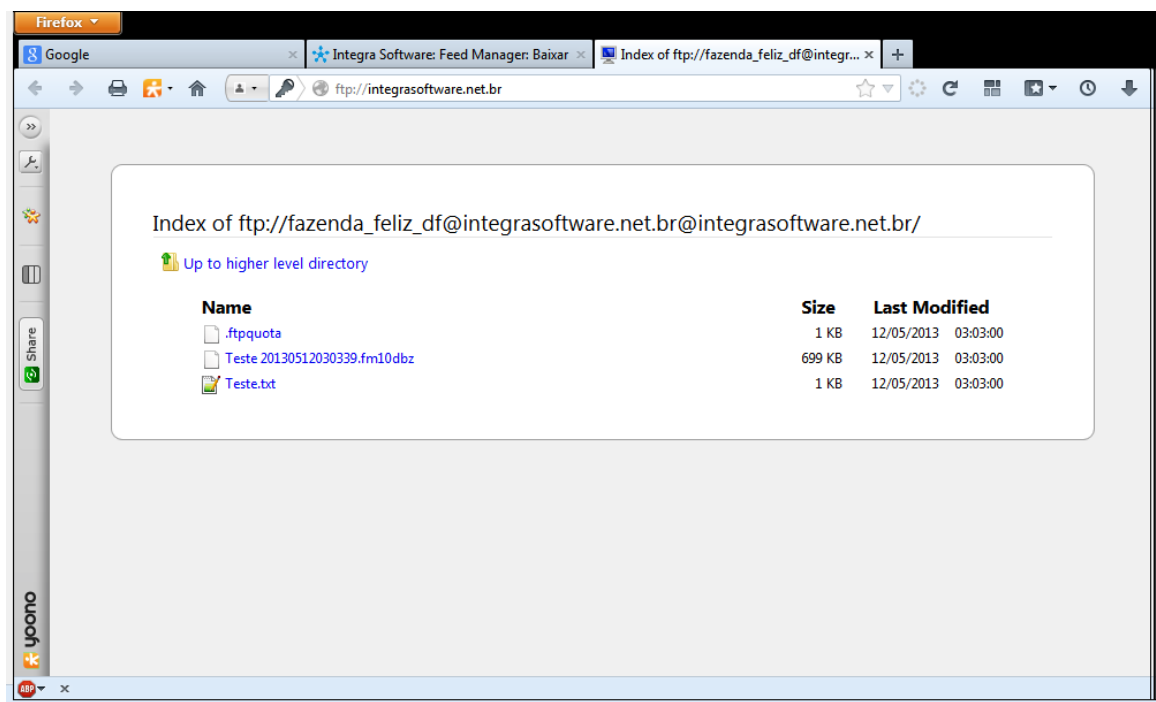 Firefox
Google
Integra Software: Feed Manager: Baixar
Index of ftp://fazenda_feliz_df@integr...
ftp://integrasoftware.net.br
Index of ftp://fazenda_feliz_df@integrasoftware.net.br@integrasoftware.net.br/
Up to higher level directory
Name Size Last Modified
.ftpquota 1 KB 12/05/2013 03:03:00
Teste 20130512030339.fm10dbz 699 KB 12/05/2013 03:03:00
Teste.txt 1 KB 12/05/2013 03:03:00
Share
yoono
ABP